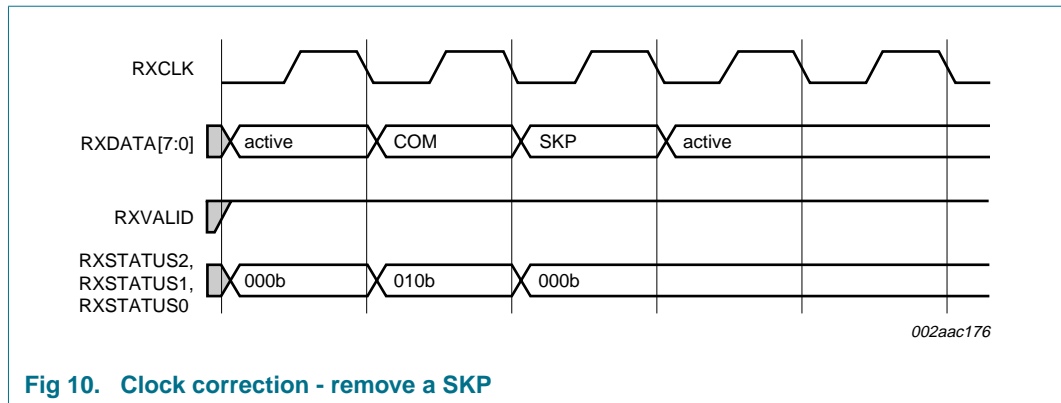 RXCLK
RXDATA[7:0]
active
COM
SKP
active
RXVALID
RXSTATUS2,
RXSTATUS1,
RXSTATUS0
000b
010b
000b
002aac176
Fig 10. Clock correction - remove a SKP